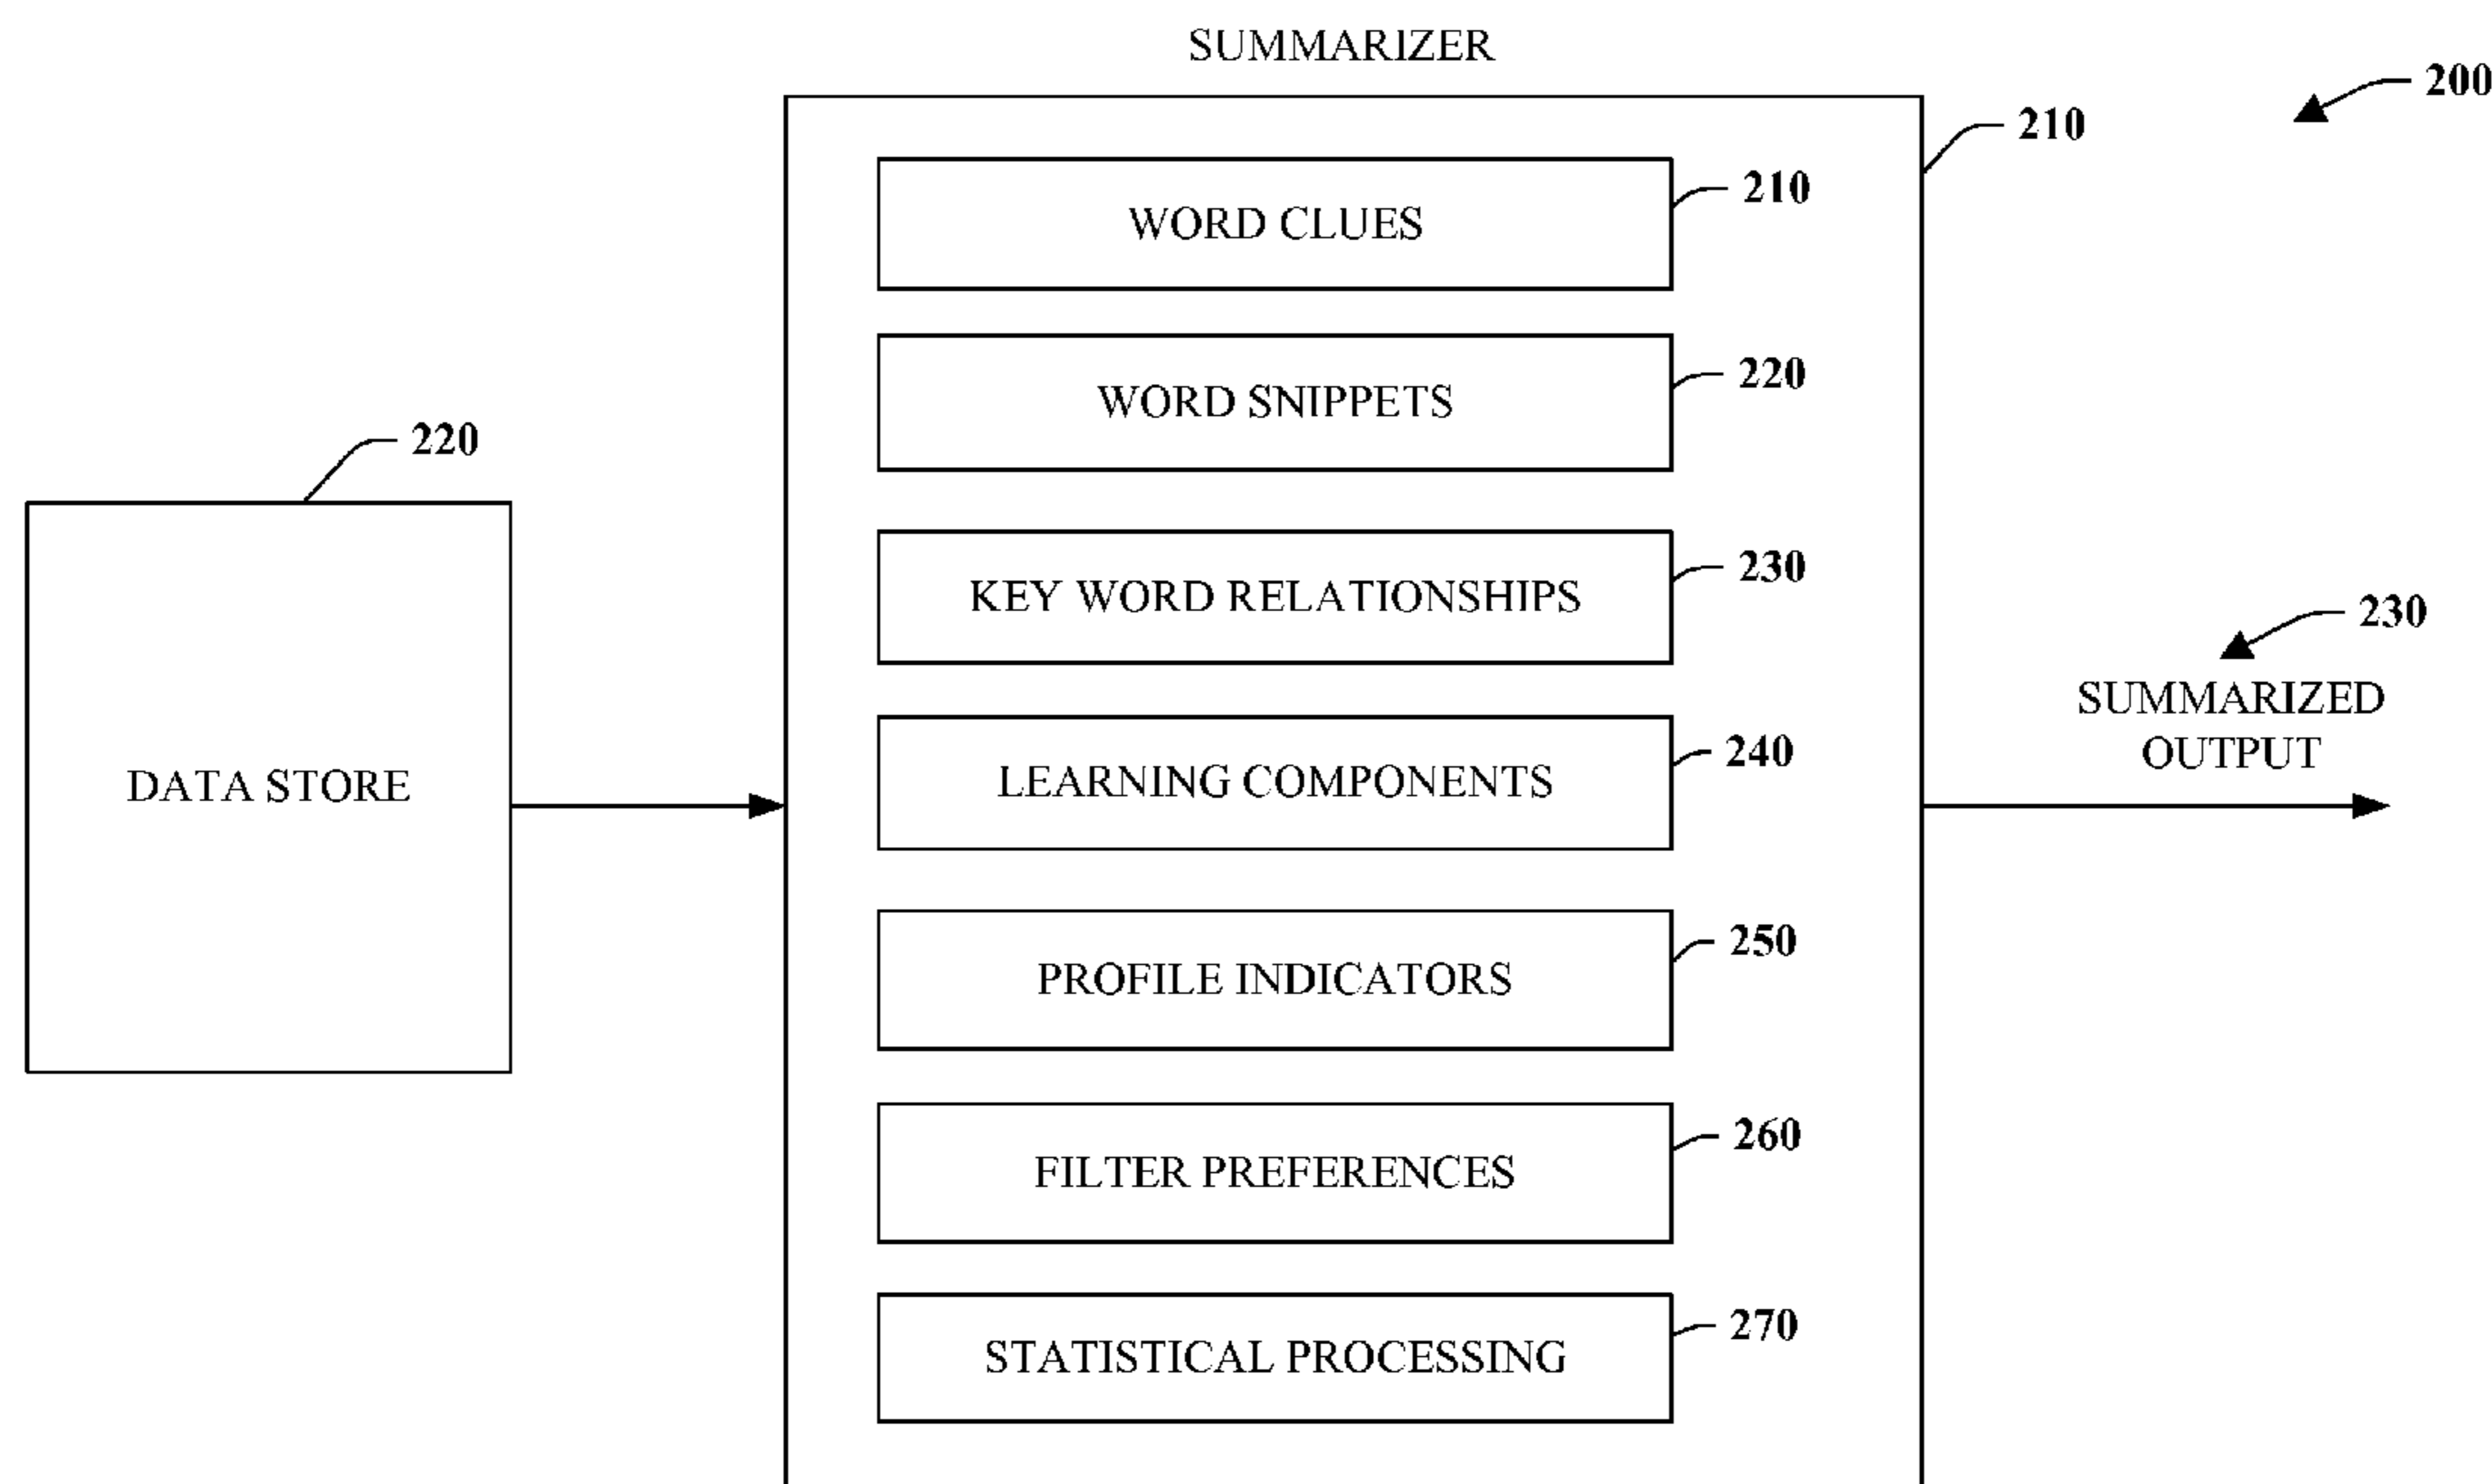 SUMMARIZER
200
210
WORD CLUES
210
WORD SNIPPETS
220
220
DATA STORE
KEY WORD RELATIONSHIPS
230
LEARNING COMPONENTS
240
PROFILE INDICATORS
250
FILTER PREFERENCES
260
STATISTICAL PROCESSING
270
230
SUMMARIZED
OUTPUT